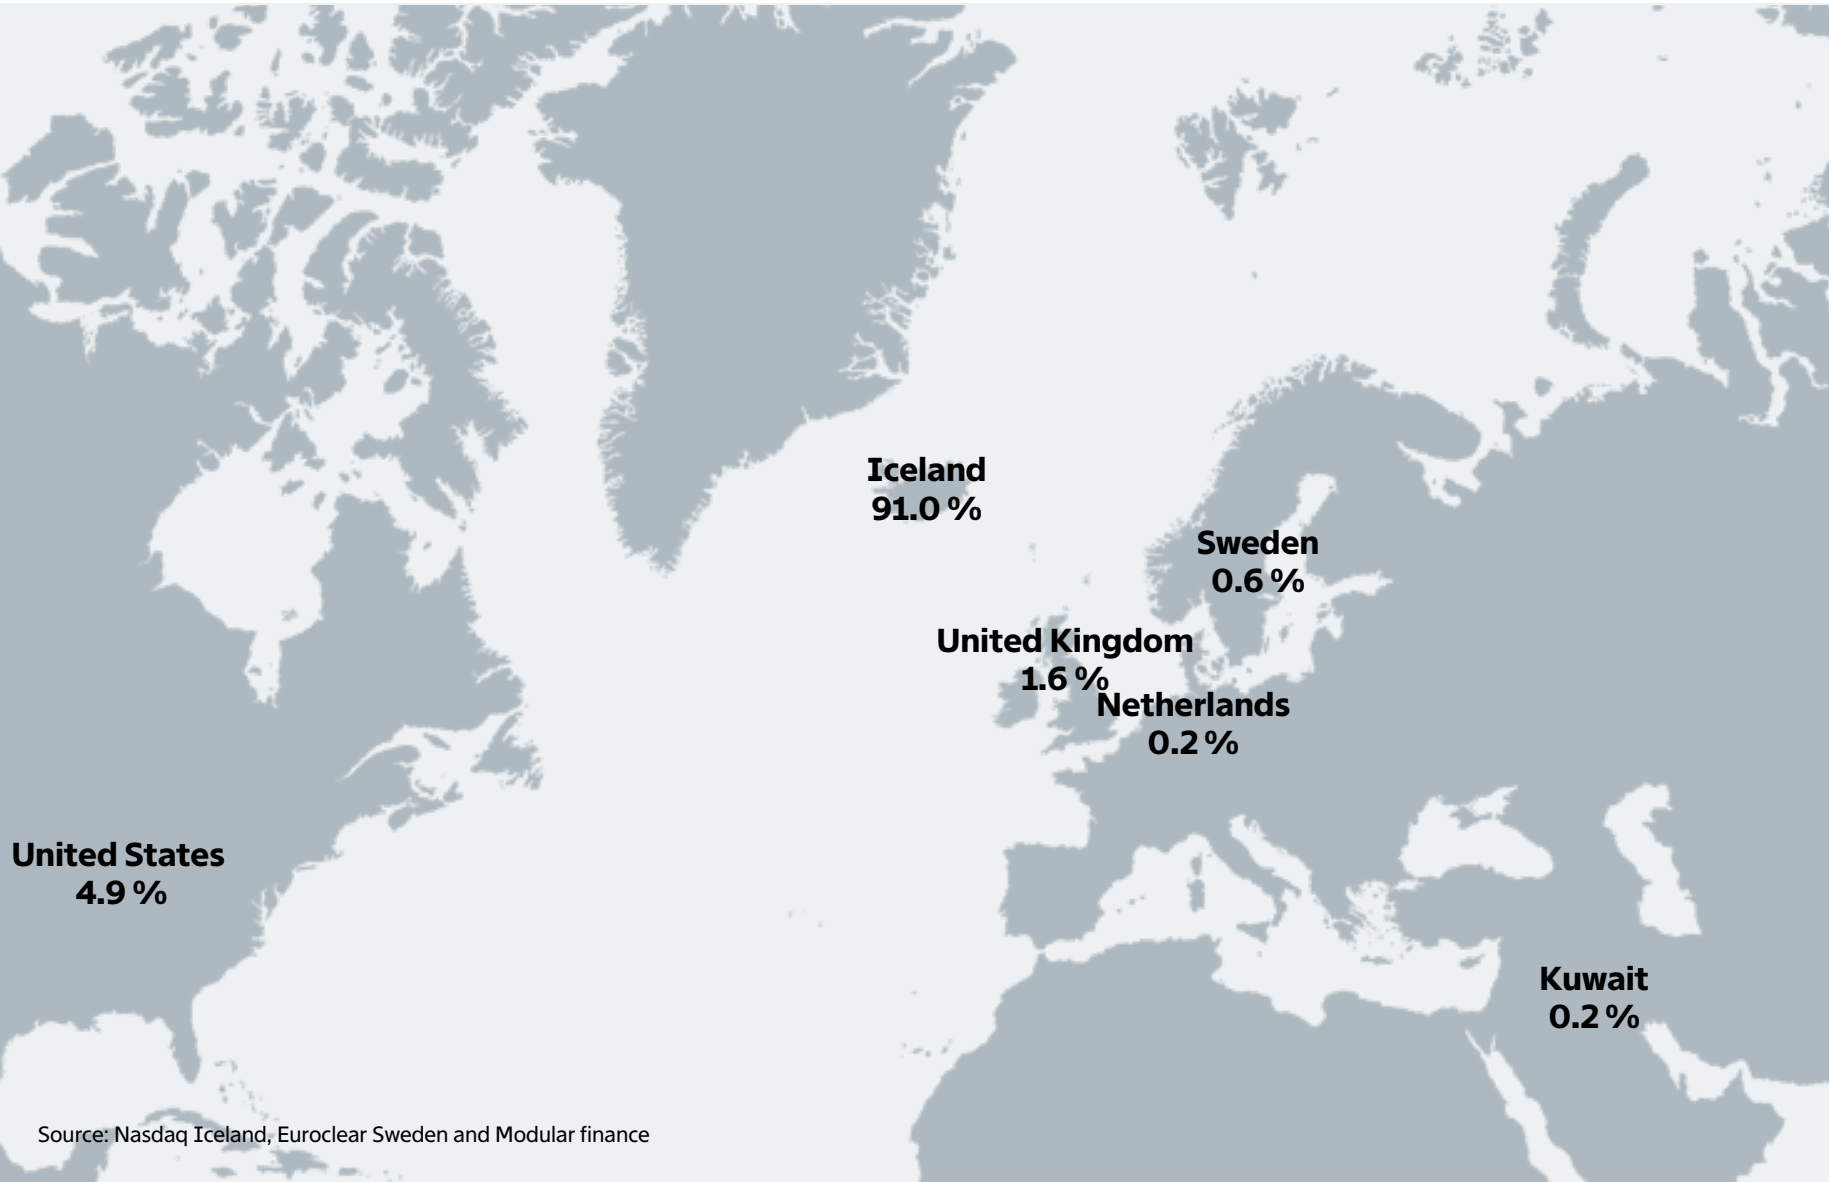 Iceland
91.0 %
Sweden
0.6 %
United Kingdom
1.6 %
Netherlands
0.2 %
United States
4.9 %
Kuwait
0.2 %
Source: Nasdaq Iceland, Euroclear Sweden and Modular finance